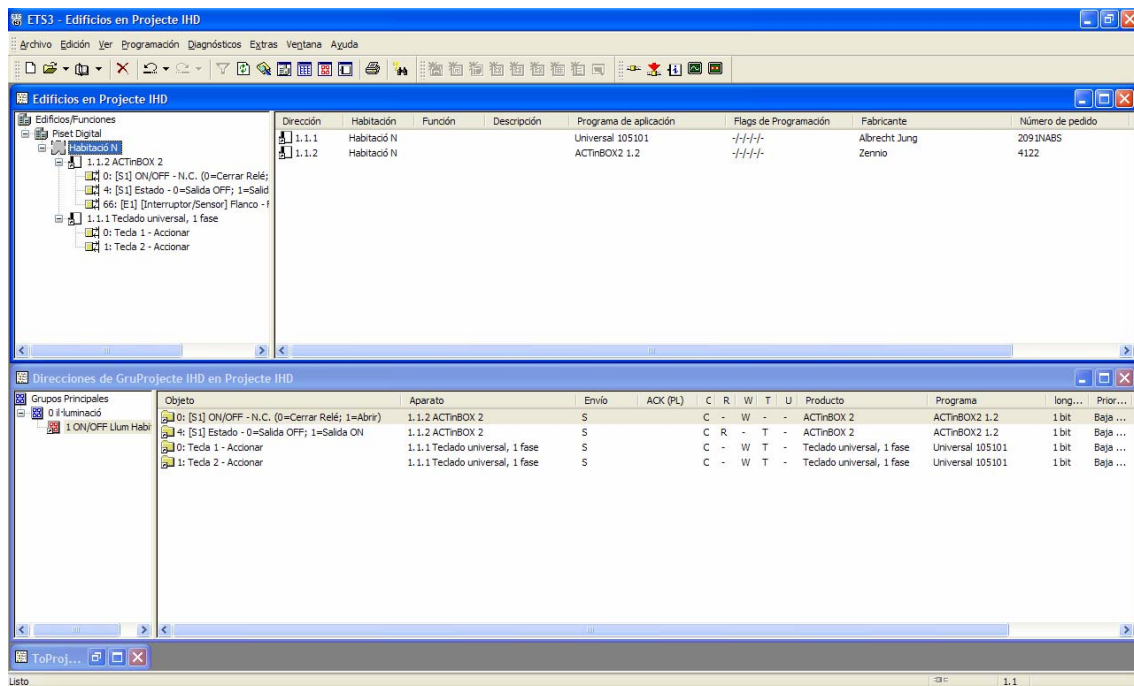 ETS3 - Edificios en Projecte IHD
Archivo Edición Ver Programación Diagnósticos Extras Ventana Ayuda
Edificios en Projecte IHD
Edificios/Funciones
Piset Digital
Habitació N
1.1.2 ACTinBOX 2
0: [S1] ON/OFF - N.C. (0=Cerrar Relé;
4: [S1] Estado - 0=Salida OFF; 1=Salid
66: [E1] [Interruptor/Sensor] Flanco - F
1.1.1 Teclado universal, 1 fase
0: Tecla 1 - Accionar
1: Tecla 2 - Accionar
Dirección Habitación Función Descripción Programa de aplicación Flags de Programación Fabricante Número de pedido
1.1.1 Habitació N Universal 105101 -/-/-/-/- Albrecht Jung 2091NABS
1.1.2 Habitació N ACTinBOX2 1.2 -/-/-/-/- Zennio 4122
Direcciones de GruProjecte IHD en Projecte IHD
Grupos Principales
0 il·luminació
1 ON/OFF Llum Habi
Objeto Aparato Envío ACK (PL) C R W T U Producto Programa long... Prior...
0: [S1] ON/OFF - N.C. (0=Cerrar Relé; 1=Abrir) 1.1.2 ACTinBOX 2 S C - W - - ACTinBOX 2 ACTinBOX2 1.2 1 bit Baja ...
4: [S1] Estado - 0=Salida OFF; 1=Salida ON 1.1.2 ACTinBOX 2 S C R - T - ACTinBOX 2 ACTinBOX2 1.2 1 bit Baja ...
0: Tecla 1 - Accionar 1.1.1 Teclado universal, 1 fase S C - W T - Teclado universal, 1 fase Universal 105101 1 bit Baja ...
1: Tecla 2 - Accionar 1.1.1 Teclado universal, 1 fase S C - W T - Teclado universal, 1 fase Universal 105101 1 bit Baja ...
ToProj...
Listo 1.1